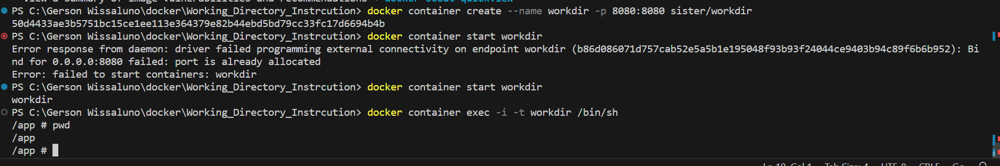 docker scout quickview
PS C:\Gerson Wissaluno\docker\Working_Directory_Instrcution> docker container create --name workdir -p 8080:8080 sister/workdir
50d4433ae3b5751bc15ce1ee113e364379e82b44ebd5bd79cc33fc17d6694b4b
PS C:\Gerson Wissaluno\docker\Working_Directory_Instrcution> docker container start workdir
Error response from daemon: driver failed programming external connectivity on endpoint workdir (b86d086071d757cab52e5a5b1e195048f93b93f24044ce9403b94c89f6b6b952): Bi
nd for 0.0.0.0:8080 failed: port is already allocated
Error: failed to start containers: workdir
PS C:\Gerson Wissaluno\docker\Working_Directory_Instrcution> docker container start workdir
workdir
PS C:\Gerson Wissaluno\docker\Working_Directory_Instrcution> docker container exec -i -t workdir /bin/sh
/app # pwd
/app
/app #